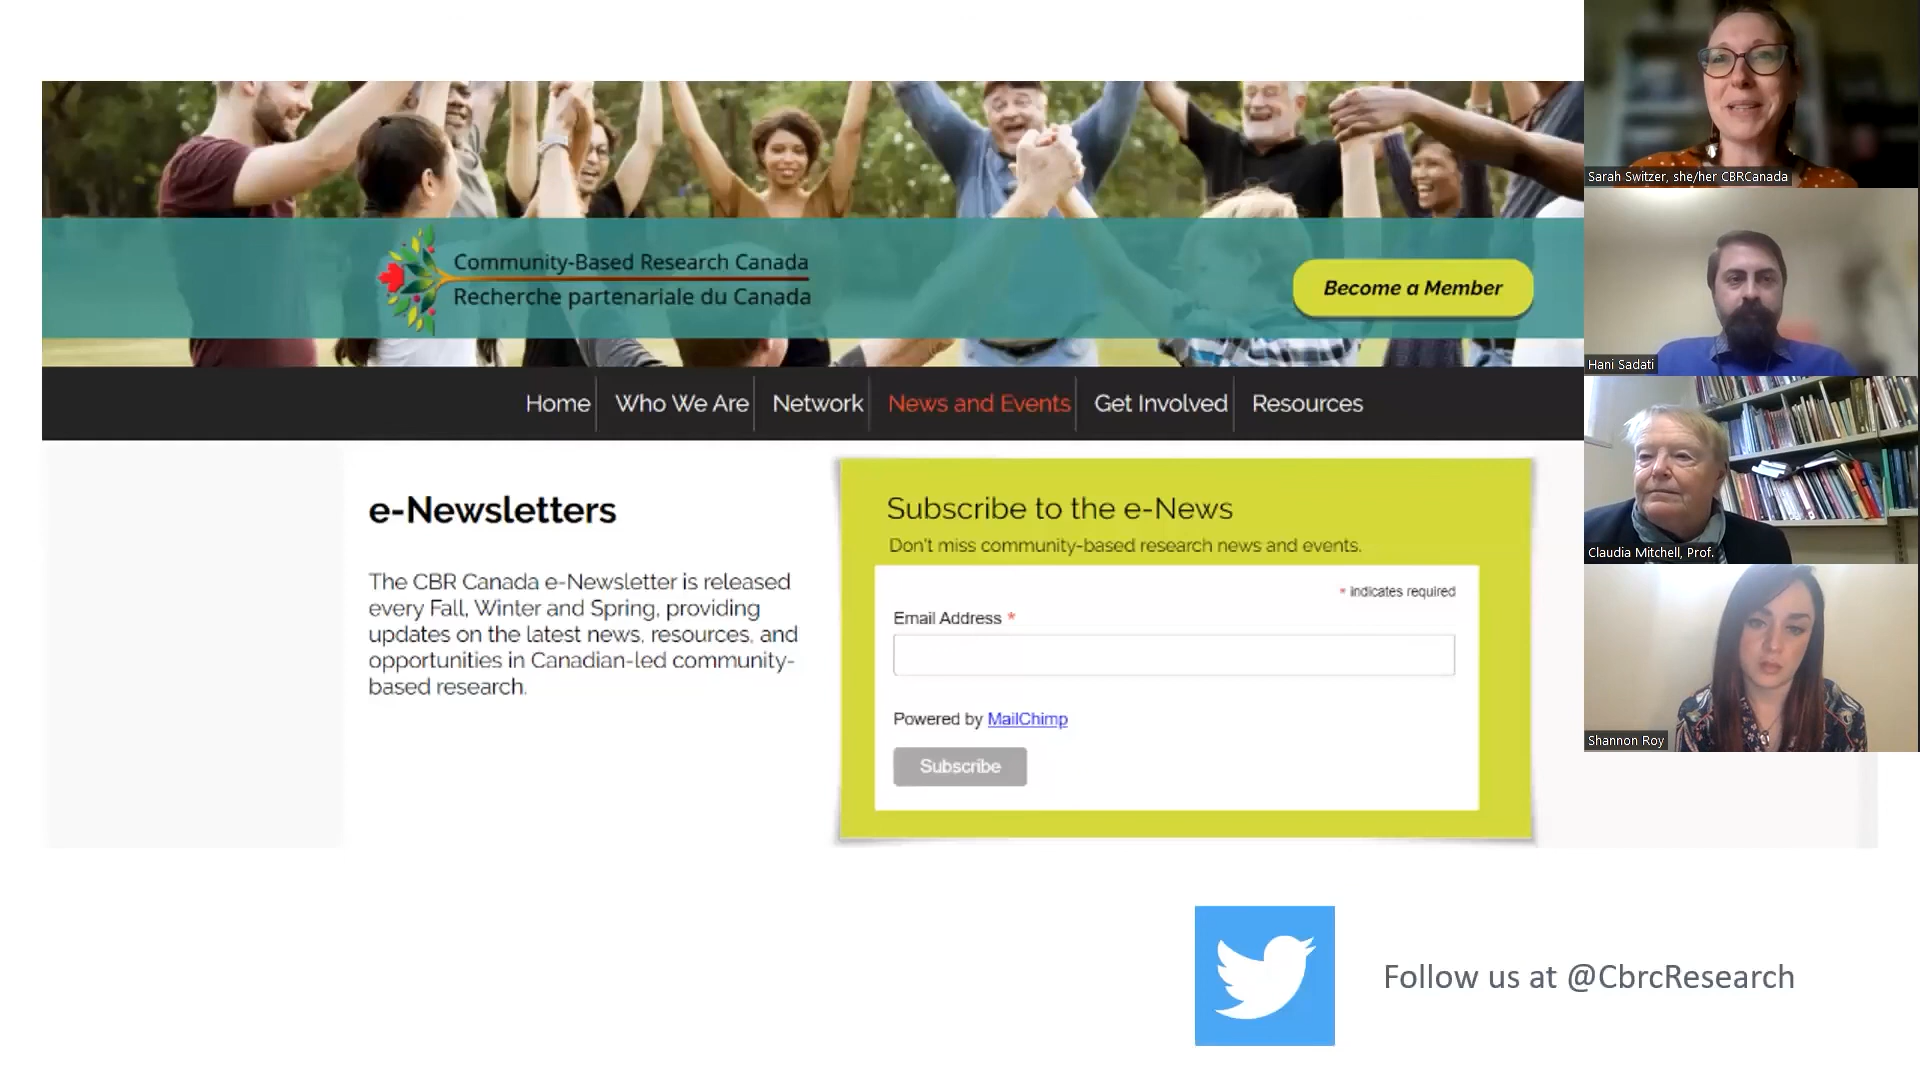 Community-Based Research Canada
Recherche partenariale du Canada
Become a Member
Home
Who We Are
Network
News and Events
Get Involved
Resources
e-Newsletters
The CBR Canada e-Newsletter is released
every Fall, Winter and Spring, providing
updates on the latest news, resources, and
opportunities in Canadian-led community-
based research.
Subscribe to the e-News
Don't miss community-based research news and events.
* indicates required
Email Address *
Powered by MailChimp
Subscribe
Follow us at @CbrcResearch
Sarah Switzer, she/her CBRCanada
Hani Sadati
Claudia Mitchell, Prof.
Shannon Roy